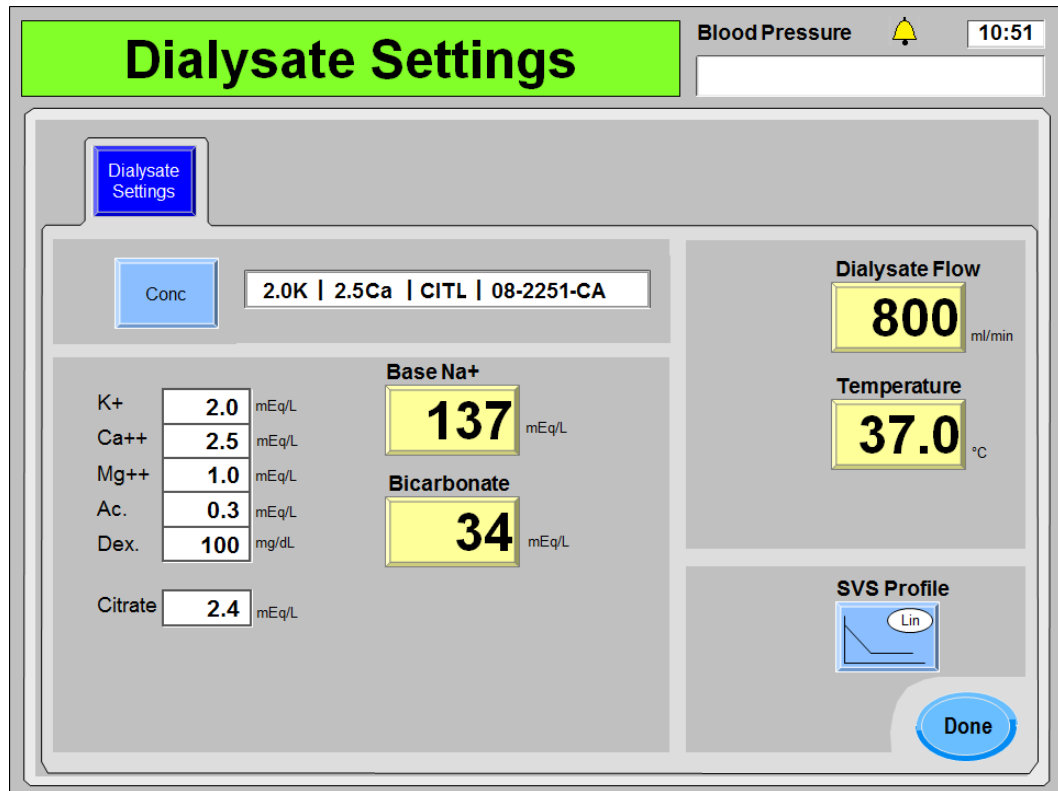 Dialysate Settings
Blood Pressure
10:51
Dialysate
Settings
Conc
2.0K | 2.5Ca | CITL | 08-2251-CA
K+ 2.0 mEq/L
Ca++ 2.5 mEq/L
Mg++ 1.0 mEq/L
Ac. 0.3 mEq/L
Dex. 100 mg/dL
Citrate 2.4 mEq/L
Base Na+
137 mEq/L
Bicarbonate
34 mEq/L
Dialysate Flow
800 ml/min
Temperature
37.0 °C
SVS Profile
Lin
Done